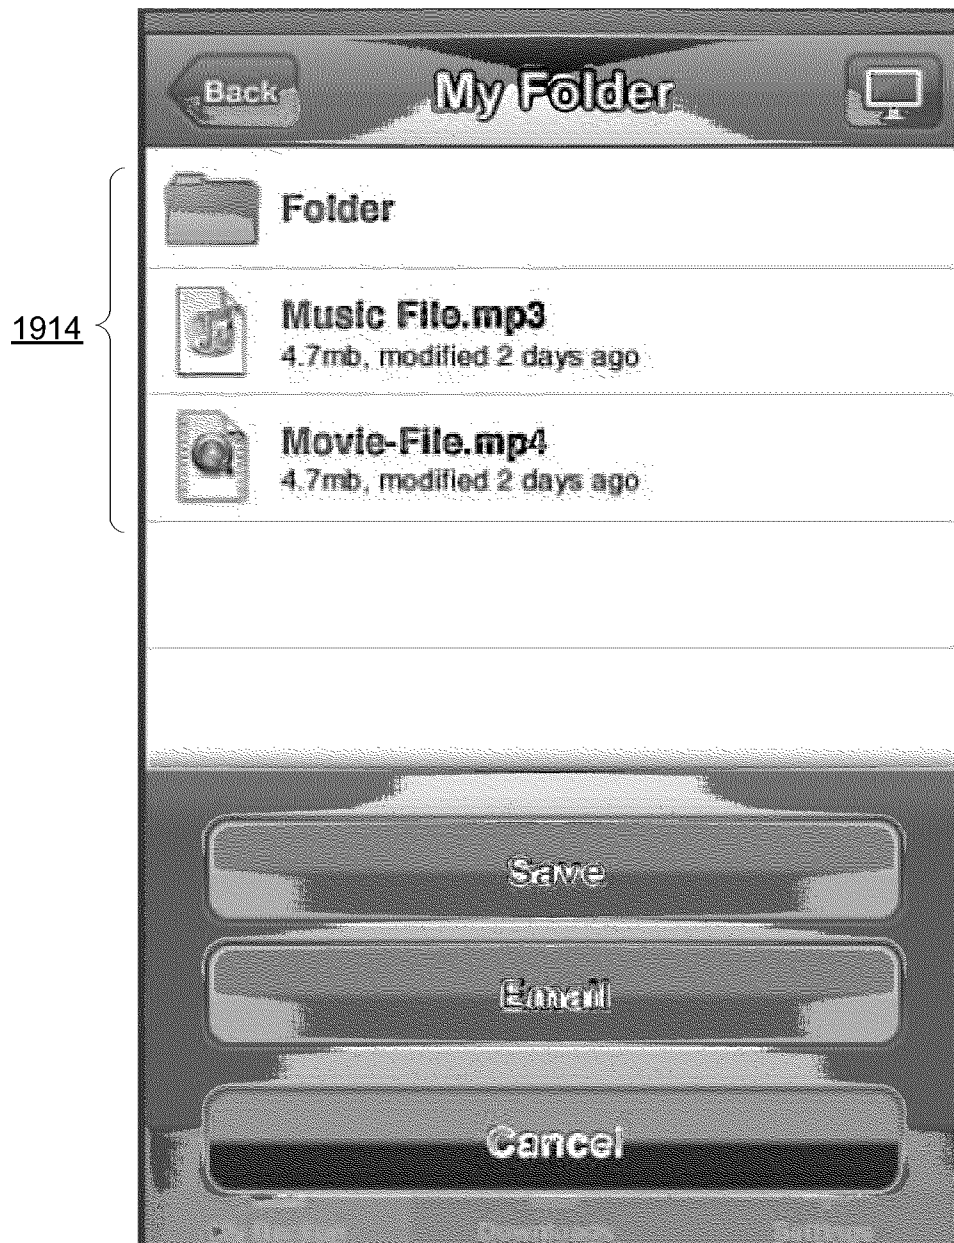 Back
My Folder
Folder
1914
Music File.mp3
4.7mb, modified 2 days ago
Movie-File.mp4
4.7mb, modified 2 days ago
Save
Email
Cancel